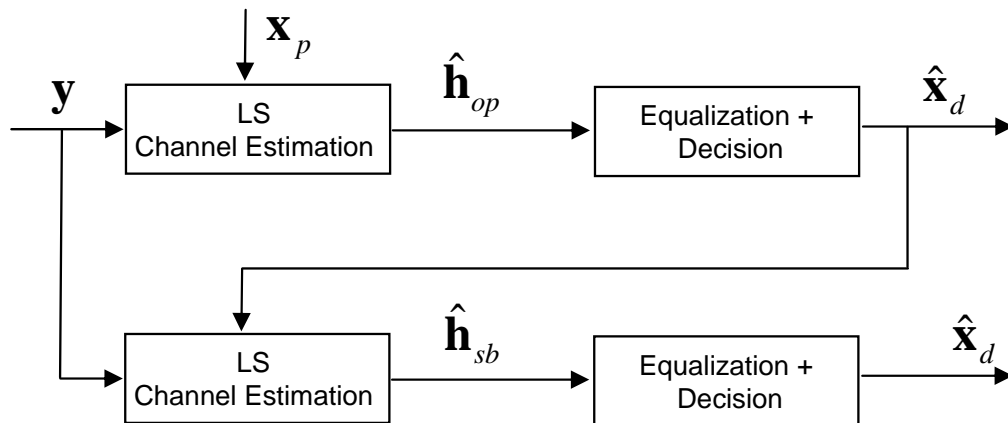 x_p
y
LS
Channel Estimation
ĥ_op
Equalization +
Decision
x̂_d
LS
Channel Estimation
ĥ_sb
Equalization +
Decision
x̂_d